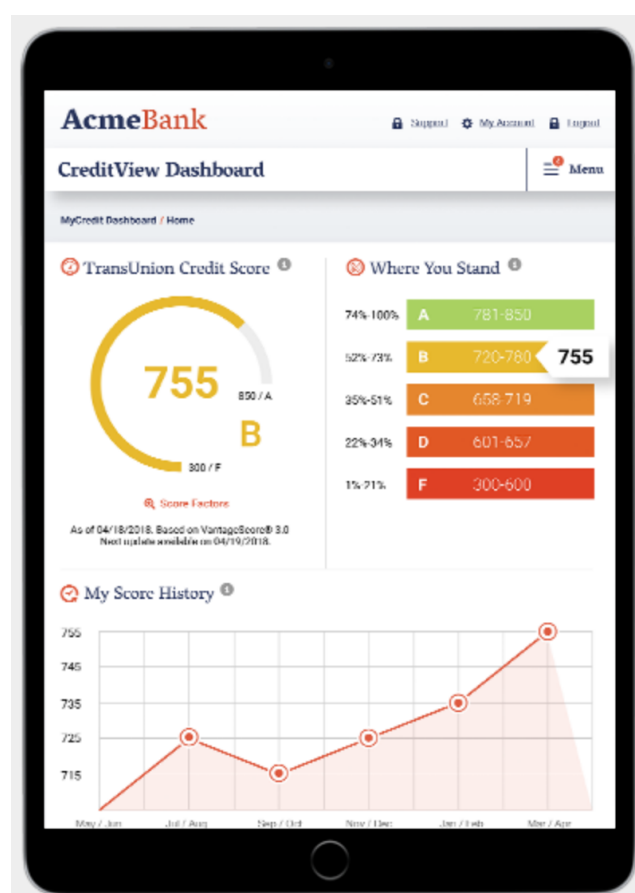 AcmeBank
Support My Account Logout
CreditView Dashboard
2
Menu
MyCredit Dashboard / Home
TransUnion Credit Score i
Where You Stand i
755
850 / A
B
300 / F
Score Factors
As of 04/18/2018. Based on VantageScore® 3.0
Next update available on 04/19/2018.
74%-100% A 781-850
52%-73% B 720-780 755
35%-51% C 658-719
22%-34% D 601-657
1%-21% F 300-600
My Score History i
755
745
735
725
715
May / Jun Jul / Aug Sep / Oct Nov / Dec Jan / Feb Mar / Apr